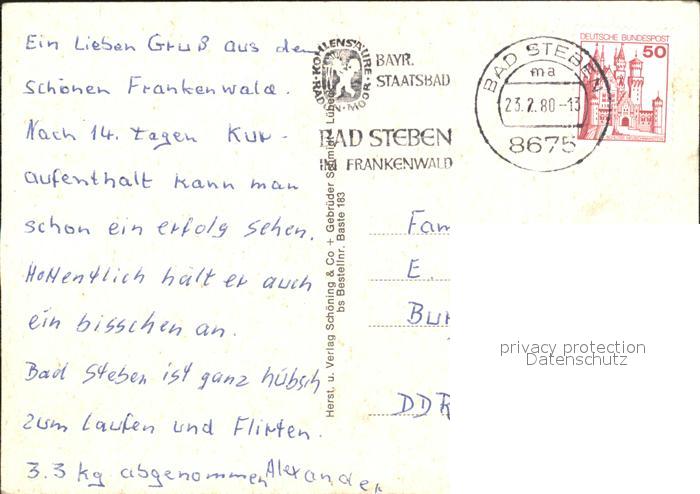 Ein Lieben Gruß aus dem
schönen Frankenwald.
Nach 14. tagen Kur-
aufenthalt kann man
schon ein erfolg sehen.
Hoffentlich hält er auch
ein bisschen an.
Bad Steben ist ganz hübsch
zum Laufen und Flirten.
3.3 kg abgenommen Alexander
KOHLENSÄURE
RAD
MOOR
BAYR.
STAATSBAD
BAD STEBEN
IM FRANKENWALD
BAD STEBEN
ma
23.2.80-13
8675
DEUTSCHE BUNDESPOST
50
Herst. u. Verlag Schöning & Co + Gebrüder Schmidt, Lübeck
bs Bestellnr. Baste 183
Fam
E.
Bur
DDR
privacy protection
Datenschutz